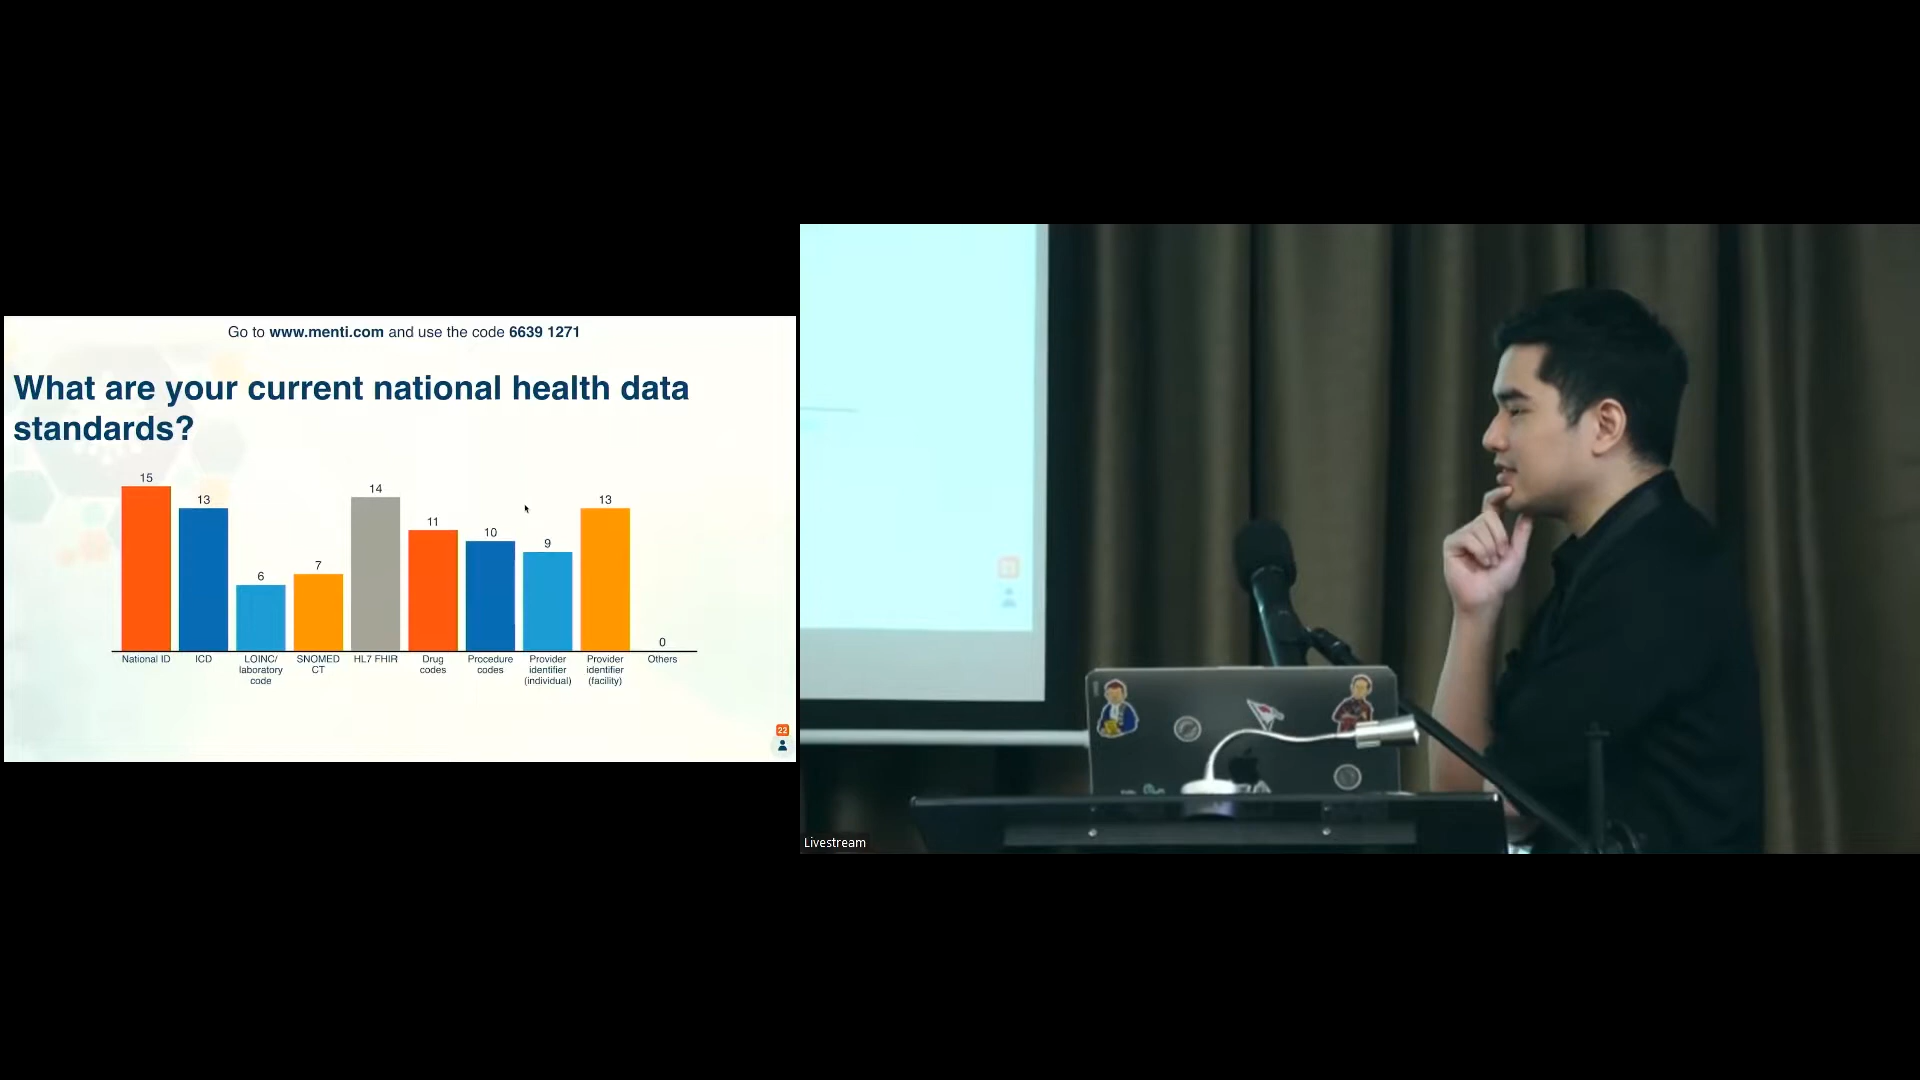 Go to www.menti.com and use the code 6639 1271
What are your current national health data
standards?
15
13
6
7
14
11
10
9
13
0
National ID
ICD
LOINC/
laboratory
code
SNOMED
CT
HL7 FHIR
Drug
codes
Procedure
codes
Provider
identifier
(individual)
Provider
identifier
(facility)
Others
22
Livestream